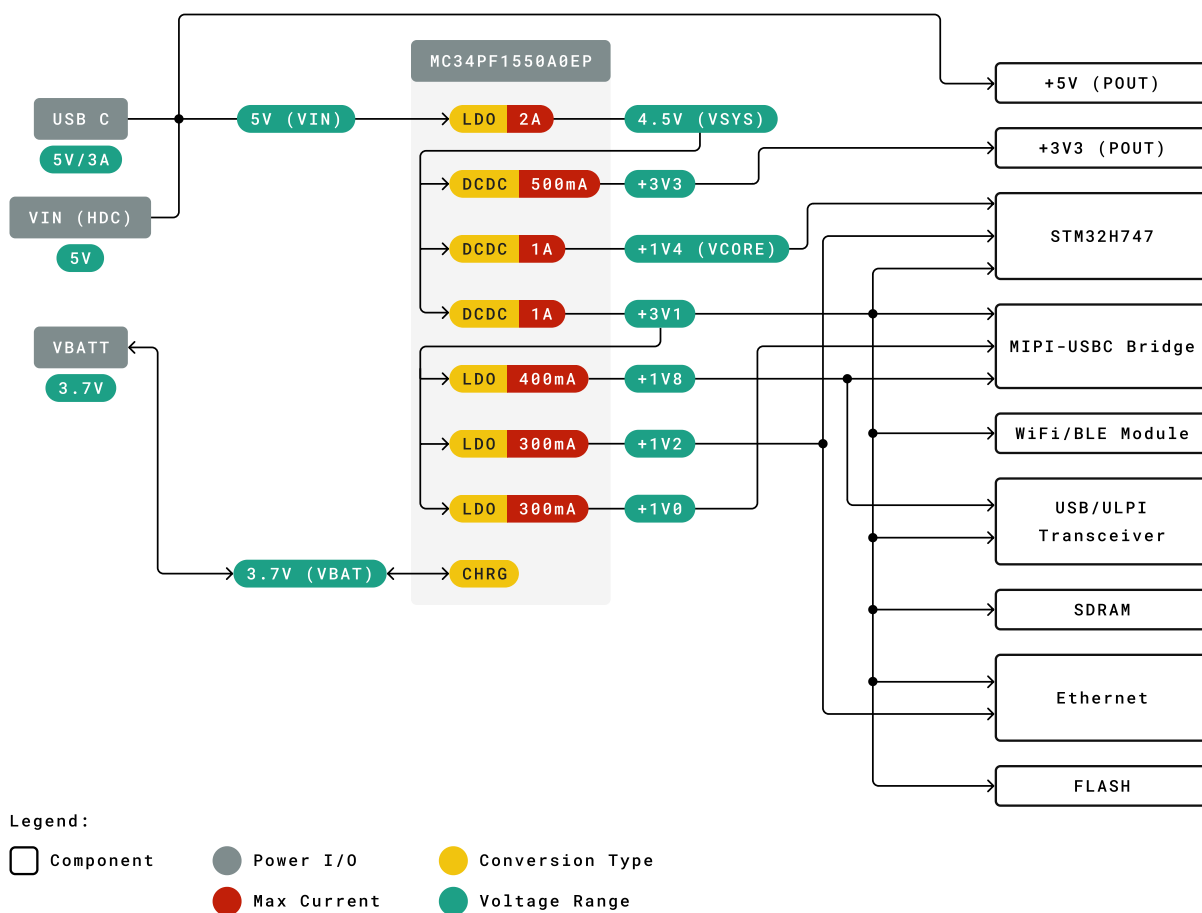 MC34PF1550A0EP
+5V (POUT)
USB C
5V (VIN)
LDO 2A
4.5V (VSYS)
5V/3A
+3V3 (POUT)
DCDC 500mA
+3V3
VIN (HDC)
5V
DCDC 1A
+1V4 (VCORE)
STM32H747
DCDC 1A
+3V1
VBATT
3.7V
MIPI-USBC Bridge
LDO 400mA
+1V8
LDO 300mA
+1V2
WiFi/BLE Module
LDO 300mA
+1V0
USB/ULPI
Transceiver
3.7V (VBAT)
CHRG
SDRAM
Ethernet
FLASH
Legend:
Component
Power I/O
Conversion Type
Max Current
Voltage Range